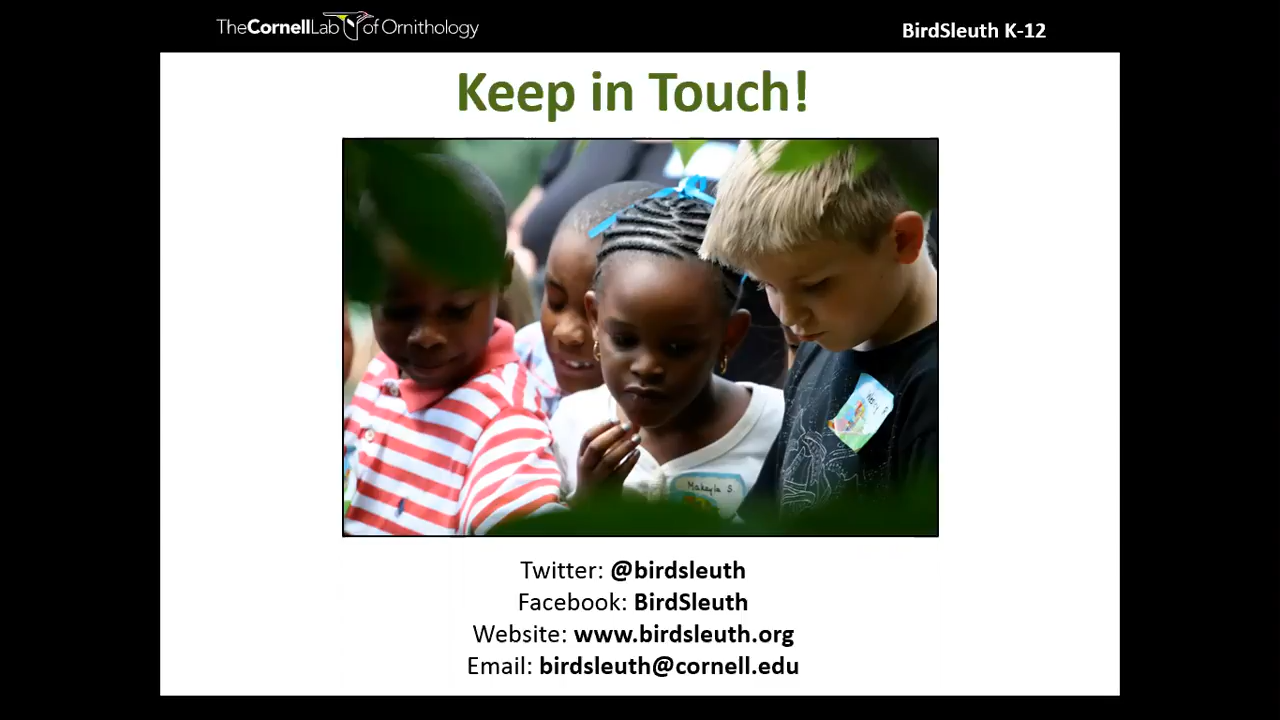 TheCornellLab of Ornithology
BirdSleuth K-12
Keep in Touch!
Makayla S
Twitter: @birdsleuth
Facebook: BirdSleuth
Website: www.birdsleuth.org
Email: birdsleuth@cornell.edu